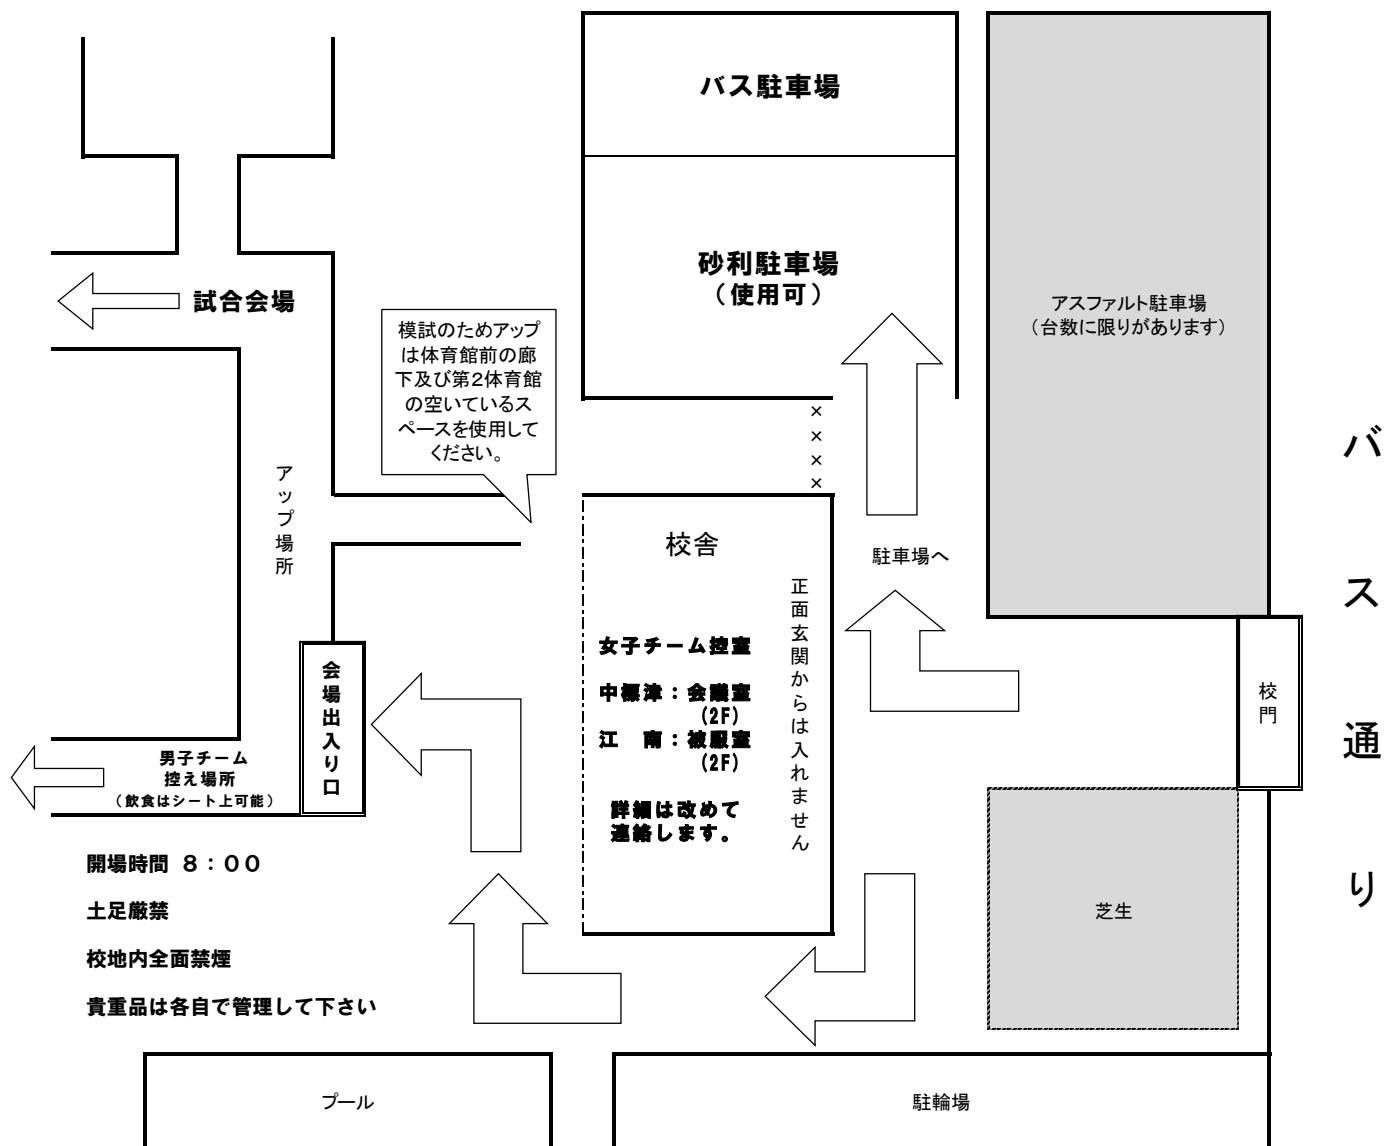 バス駐車場
砂利駐車場
（使用可）
アスファルト駐車場
（台数に限りがあります）
試合会場
模試のためアップ
は体育館前の廊
下及び第2体育館
の空いているス
ペースを使用して
ください。
××××
アップ場所
校舎
駐車場へ
正面玄関からは入れません
女子チーム控室
中標津：会議室
(2F)
江　南：被服室
(2F)
詳細は改めて
連絡します。
会場出入り口
校門
バス通り
男子チーム
控え場所
（飲食はシート上可能）
開場時間 ８：００
土足厳禁
校地内全面禁煙
貴重品は各自で管理して下さい
芝生
プール
駐輪場